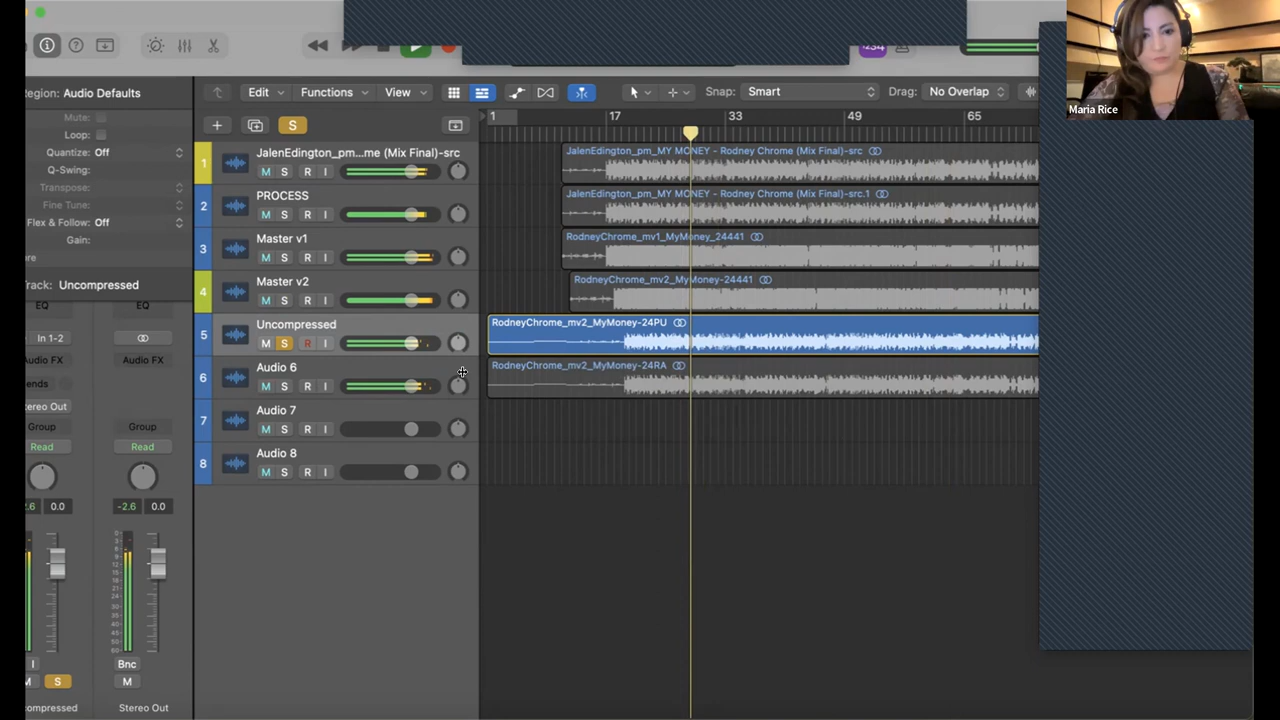 Region: Audio Defaults
Mute:
Loop:
Quantize: Off
Q-Swing:
Transpose:
Fine Tune:
Flex & Follow: Off
Gain:
Track: Uncompressed
EQ
EQ
In 1-2
Audio FX
Audio FX
Stereo Out
Group
Group
Read
Read
0.0
-2.6
0.0
I
Bnc
M
S
M
Stereo Out
Edit
Functions
View
Snap:
Smart
Drag:
No Overlap
S
1
17
33
49
65
1
JalenEdington_pm...me (Mix Final)-src
M S R I
2
PROCESS
M S R I
3
Master v1
M S R I
4
Master v2
M S R I
5
Uncompressed
M S R I
6
Audio 6
M S R I
7
Audio 7
M S R I
8
Audio 8
M S R I
JalenEdington_pm_MY MONEY - Rodney Chrome (Mix Final)-src
JalenEdington_pm_MY MONEY - Rodney Chrome (Mix Final)-src.1
RodneyChrome_mv1_MyMoney_24441
RodneyChrome_mv2_MyMoney-24441
RodneyChrome_mv2_MyMoney-24PU
RodneyChrome_mv2_MyMoney-24RA
Maria Rice